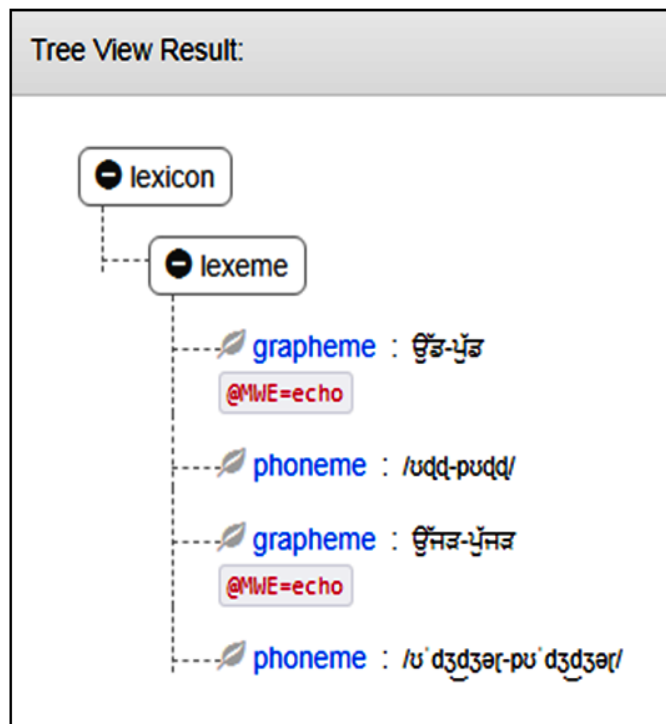 Tree View Result:
lexicon
lexeme
grapheme : ਉੱਡ-ਪੁੱਡ
@MWE=echo
phoneme : /ʊɖɖ-pʊɖɖ/
grapheme : ਉੱਜੜ-ਪੁੱਜੜ
@MWE=echo
phoneme : /ʊˈd͡ʒd͡ʒəɽ-pʊˈd͡ʒd͡ʒəɽ/